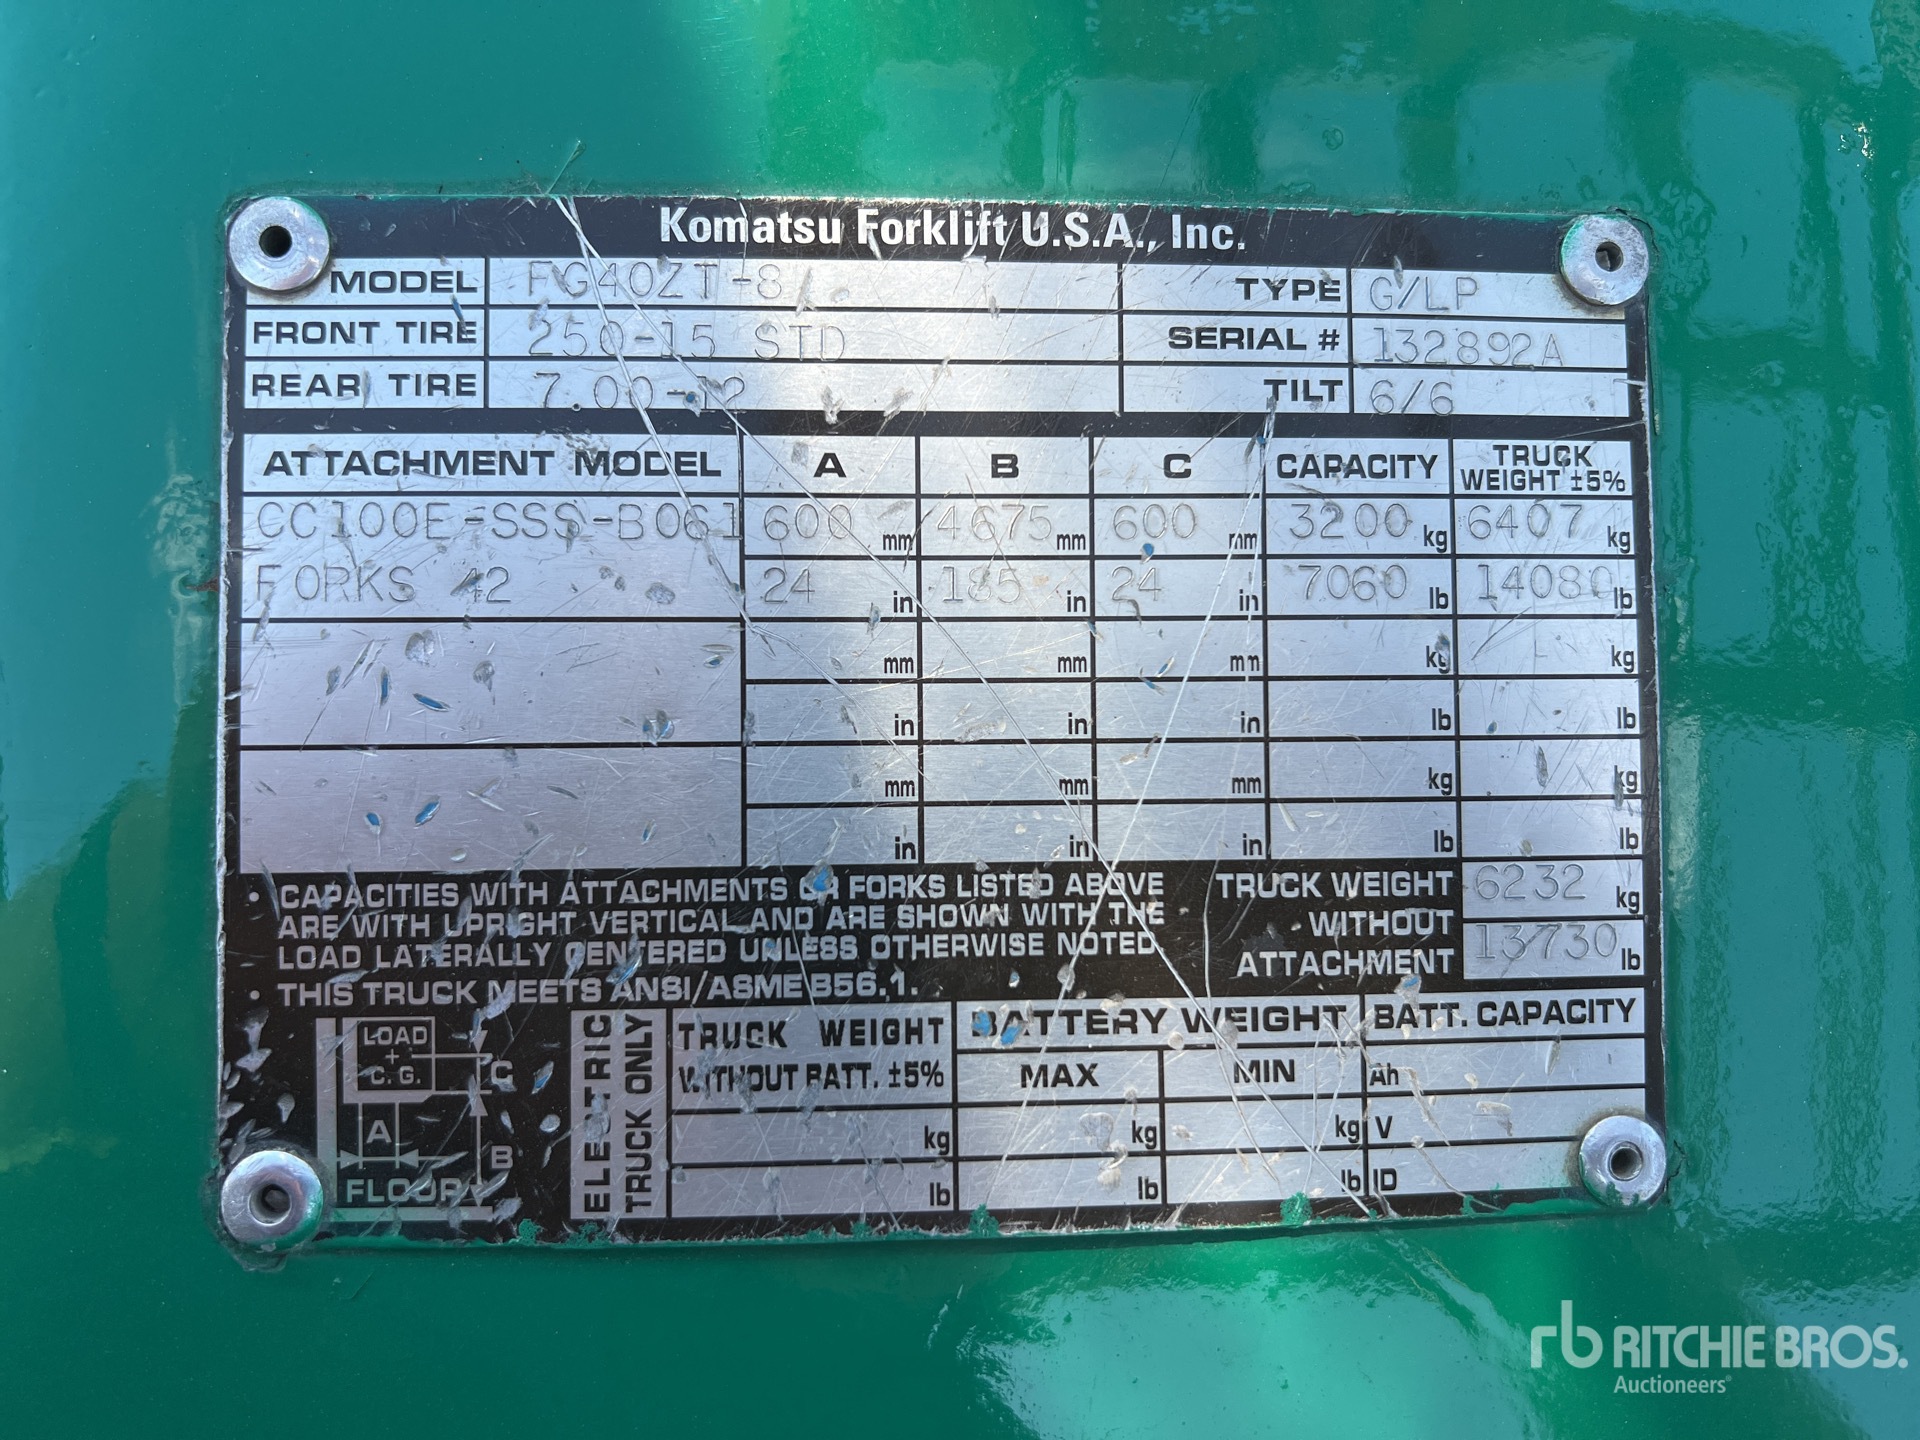 Komatsu Forklift U.S.A., Inc.
MODEL FG40ZT-8 TYPE G/LP
FRONT TIRE 250-15 STD SERIAL # 132892A
REAR TIRE 7.00-12 TILT 6/6
ATTACHMENT MODEL A B C CAPACITY TRUCK WEIGHT ±5%
CC100E-SSS-B061 600 mm 4675 mm 600 mm 3200 kg 6407 kg
FORKS 42 24 in 185 in 24 in 7060 lb 14080 lb
mm mm mm kg kg
in in in lb lb
mm mm mm kg kg
in in in lb lb
• CAPACITIES WITH ATTACHMENTS OR FORKS LISTED ABOVE
ARE WITH UPRIGHT VERTICAL AND ARE SHOWN WITH THE
LOAD LATERALLY CENTERED UNLESS OTHERWISE NOTED.
• THIS TRUCK MEETS ANSI/ASME B56.1.
TRUCK WEIGHT 6232 kg
WITHOUT
ATTACHMENT 13730 lb
LOAD
+
C.G.
C
A
B
FLOOR
ELECTRIC
TRUCK ONLY
TRUCK WEIGHT
WITHOUT BATT. ±5%
BATTERY WEIGHT BATT. CAPACITY
MAX MIN Ah
kg kg kg V
lb lb lb ID
rb RITCHIE BROS.
Auctioneers